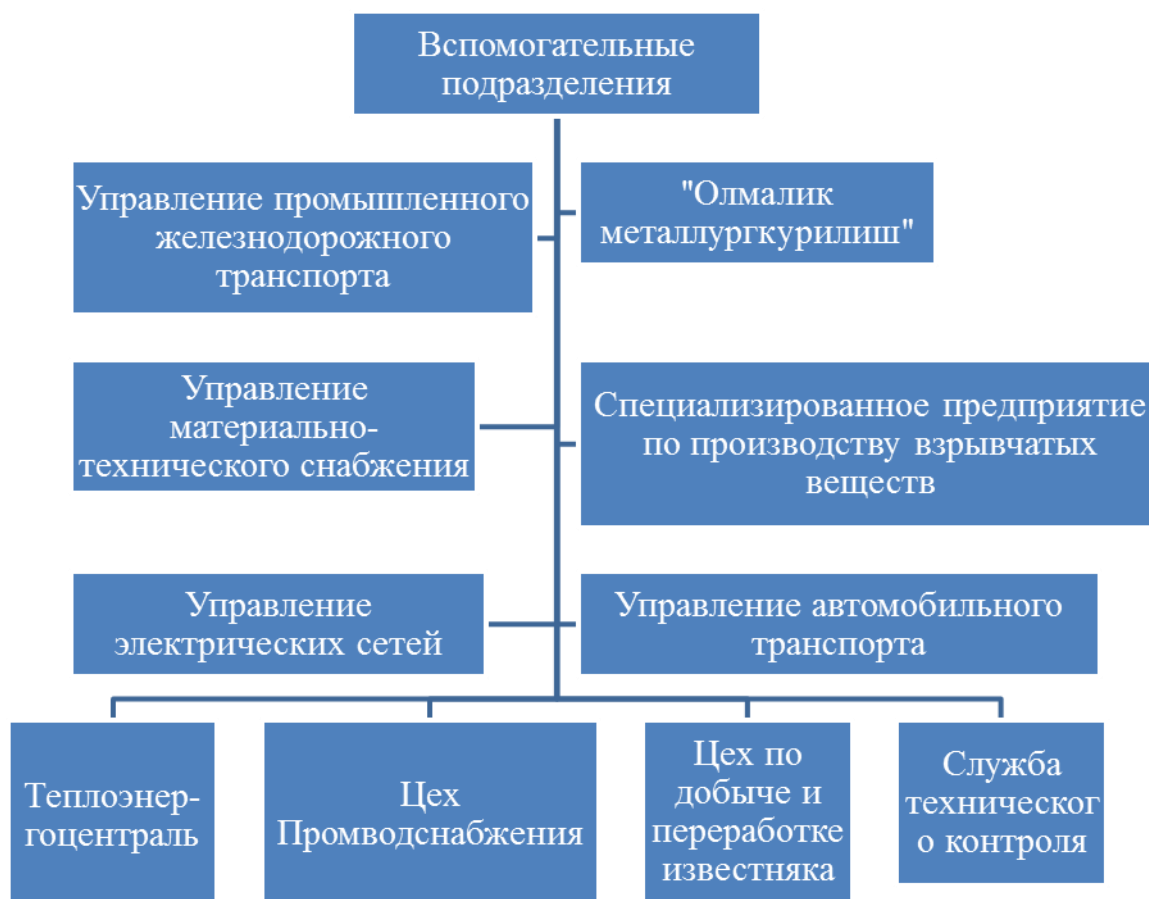 Вспомогательные
подразделения
Управление промышленного
железнодорожного
транспорта
"Олмалик
металлургкурилиш"
Управление
материально-
технического снабжения
Специализированное предприятие
по производству взрывчатых
веществ
Управление
электрических сетей
Управление автомобильного
транспорта
Теплоэнер-
гоцентраль
Цех
Промводснабжения
Цех по
добыче и
переработке
известняка
Служба
техническог
о контроля